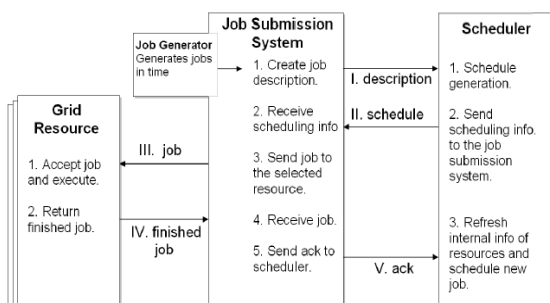 Job Submission
System
Scheduler
Job Generator
Generates jobs
in time
1. Create job
description.
I. description
1. Schedule
generation.
Grid
Resource
2. Receive
scheduling info
II. schedule
2. Send
scheduling info.
to the job
submission
system.
III. job
1. Accept job
and execute.
3. Send job to
the selected
resource.
2. Return
finished job.
IV. finished
job
4. Receive job.
5. Send ack to
scheduler.
V. ack
3. Refresh
internal info of
resources and
schedule new
job.